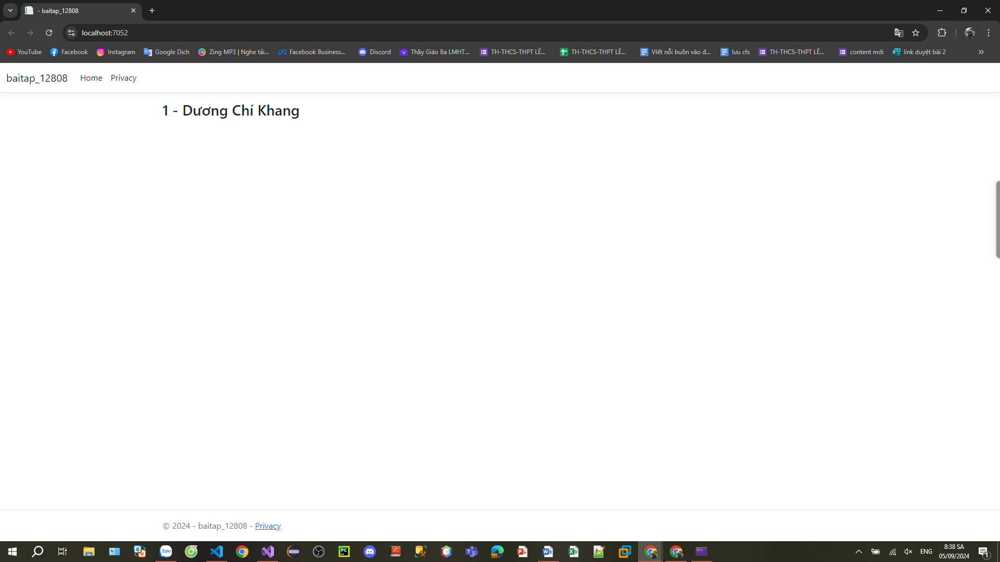 - baitap_12808
localhost:7052
YouTube Facebook Instagram Google Dịch Zing MP3 | Nghe tải... Facebook Business... Discord Thầy Giáo Ba LMHT... TH-THCS-THPT LÊ... TH-THCS-THPT LÊ... VIết nỗi buồn vào đ... lưu cfs TH-THCS-THPT LÊ... content mới link duyệt bài 2
baitap_12808 Home Privacy
1 - Dương Chí Khang
© 2024 - baitap_12808 - Privacy
Zalo PC ENG 8:38 SA
05/09/2024 1